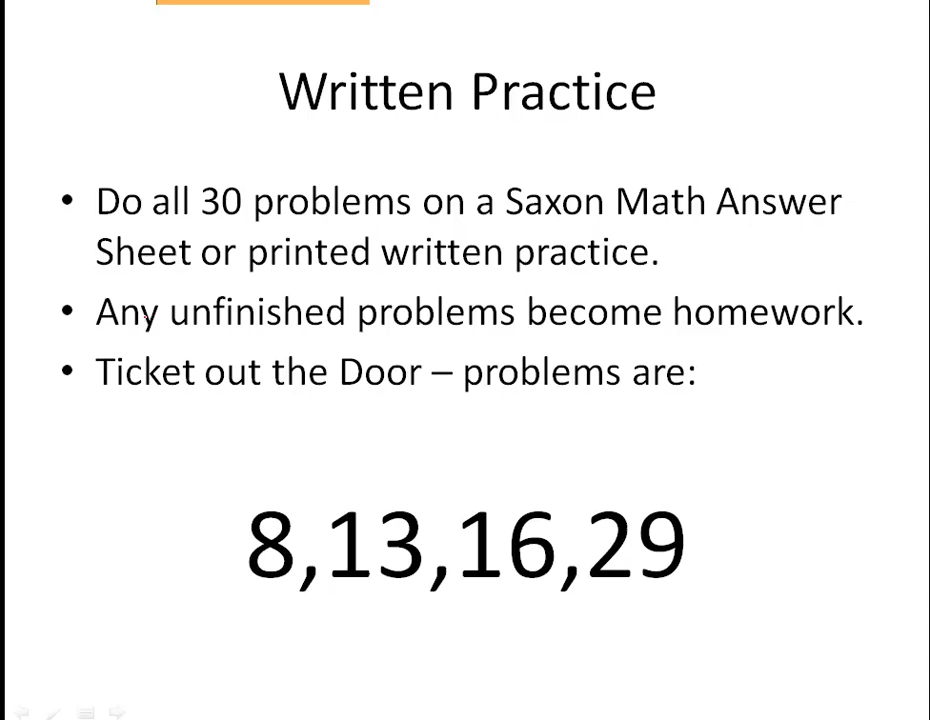 Written Practice
• Do all 30 problems on a Saxon Math Answer
Sheet or printed written practice.
• Any unfinished problems become homework.
• Ticket out the Door – problems are:
8,13,16,29